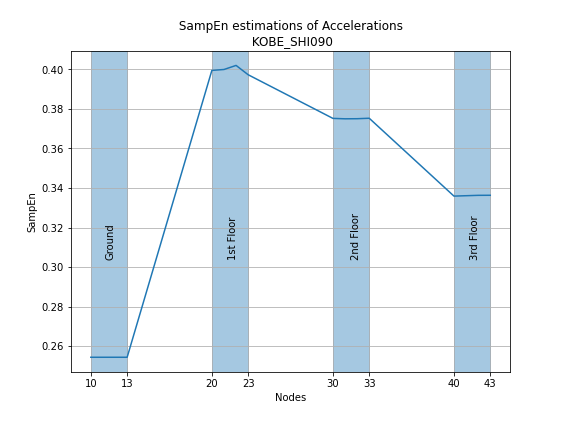 SampEn estimations of Accelerations
KOBE_SHI090
0.40
0.38
0.36
0.34
0.32
0.30
0.28
0.26
SampEn
Ground
1st Floor
2nd Floor
3rd Floor
10 13 20 23 30 33 40 43
Nodes